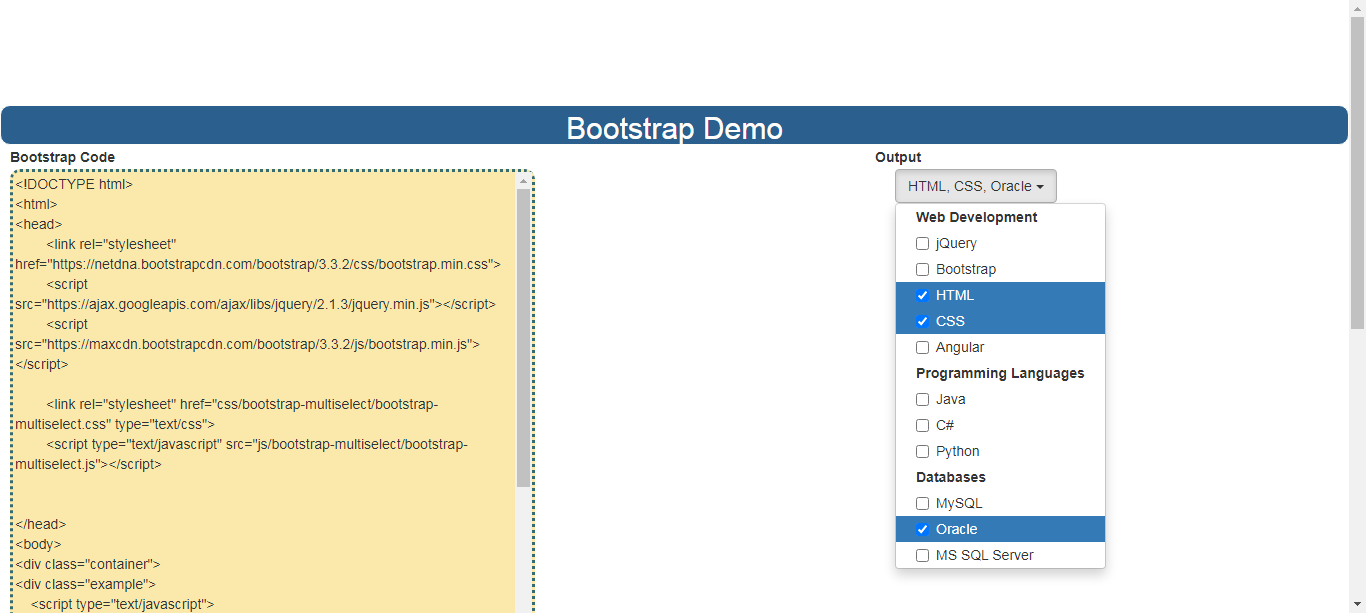 Bootstrap Demo
Bootstrap Code
<!DOCTYPE html>
<html>
<head>
<link rel="stylesheet"
href="https://netdna.bootstrapcdn.com/bootstrap/3.3.2/css/bootstrap.min.css">
<script
src="https://ajax.googleapis.com/ajax/libs/jquery/2.1.3/jquery.min.js"></script>
<script
src="https://maxcdn.bootstrapcdn.com/bootstrap/3.3.2/js/bootstrap.min.js">
</script>
<link rel="stylesheet" href="css/bootstrap-multiselect/bootstrap-
multiselect.css" type="text/css">
<script type="text/javascript" src="js/bootstrap-multiselect/bootstrap-
multiselect.js"></script>
</head>
<body>
<div class="container">
<div class="example">
<script type="text/javascript">
Output
HTML, CSS, Oracle
Web Development
jQuery
Bootstrap
HTML
CSS
Angular
Programming Languages
Java
C#
Python
Databases
MySQL
Oracle
MS SQL Server